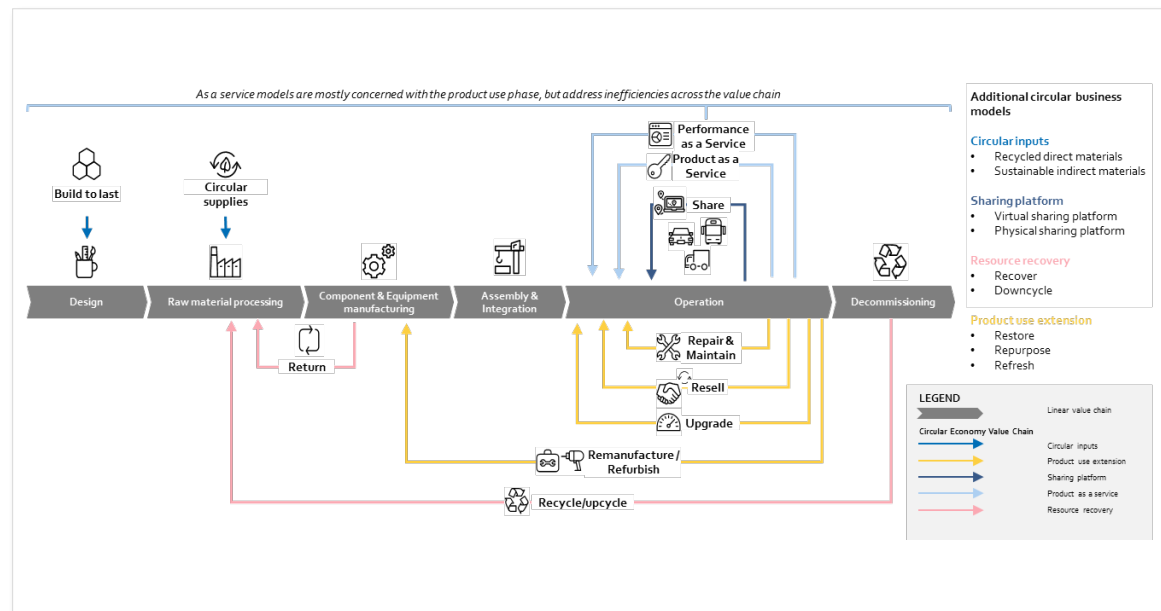 As a service models are mostly concerned with the product use phase, but address inefficiencies across the value chain
Build to last
Circular
supplies
Performance
as a Service
Product as a
Service
Share
Design
Raw material processing
Component & Equipment
manufacturing
Assembly &
Integration
Operation
Decommissioning
Return
Repair &
Maintain
Resell
Upgrade
Remanufacture /
Refurbish
Recycle/upcycle
Additional circular business
models
Circular inputs
• Recycled direct materials
• Sustainable indirect materials
Sharing platform
• Virtual sharing platform
• Physical sharing platform
Resource recovery
• Recover
• Downcycle
Product use extension
• Restore
• Repurpose
• Refresh
LEGEND
Linear value chain
Circular Economy Value Chain
Circular inputs
Product use extension
Sharing platform
Product as a service
Resource recovery